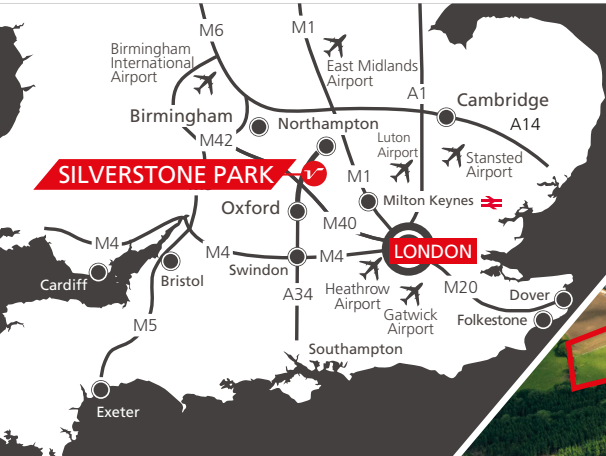 M6
M1
Birmingham
International
Airport
East Midlands
Airport
A1
Cambridge
Birmingham
Northampton
A14
M42
Luton
Airport
Stansted
Airport
SILVERSTONE PARK
M1
Milton Keynes
Oxford
M40
M4
M4
Swindon
M4
LONDON
Cardiff
Bristol
Heathrow
Airport
M20
A34
Gatwick
Airport
Dover
Folkestone
M5
Southampton
Exeter